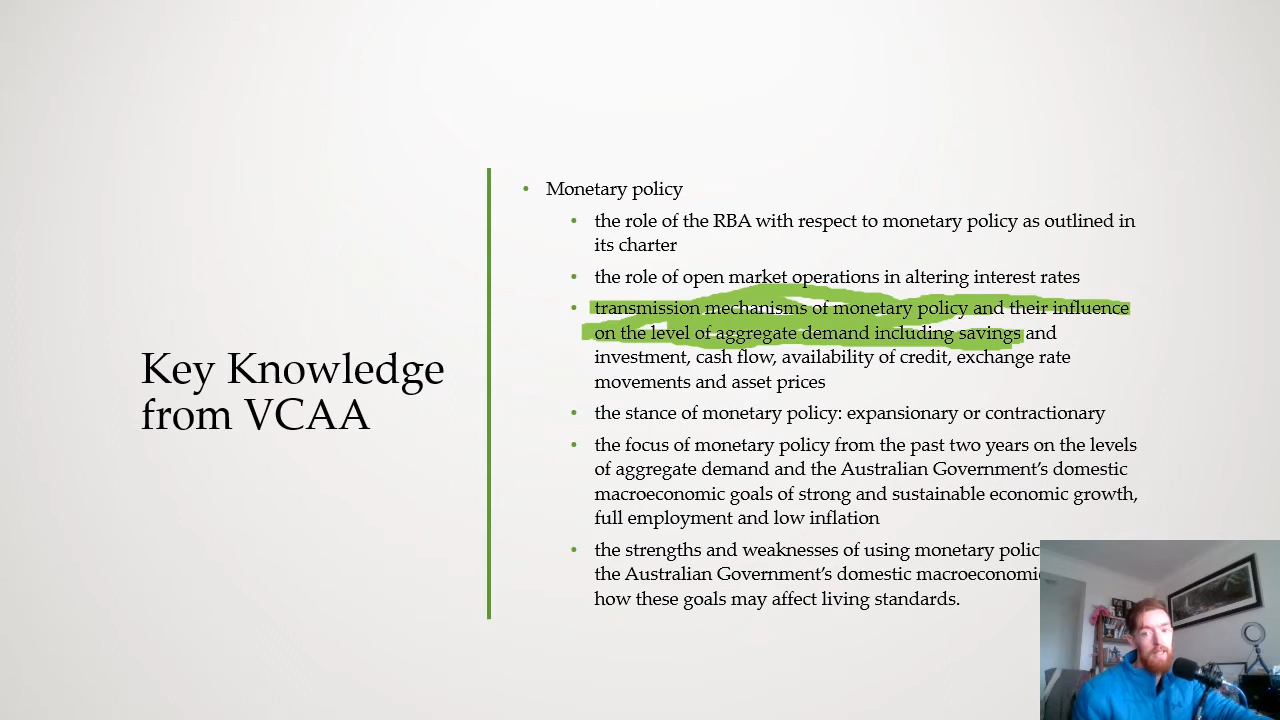 Key Knowledge
from VCAA
Monetary policy
the role of the RBA with respect to monetary policy as outlined in
its charter
the role of open market operations in altering interest rates
transmission mechanisms of monetary policy and their influence
on the level of aggregate demand including savings and
investment, cash flow, availability of credit, exchange rate
movements and asset prices
the stance of monetary policy: expansionary or contractionary
the focus of monetary policy from the past two years on the levels
of aggregate demand and the Australian Government’s domestic
macroeconomic goals of strong and sustainable economic growth,
full employment and low inflation
the strengths and weaknesses of using monetary
the Australian Government’s domestic
how these goals may affect living standards.